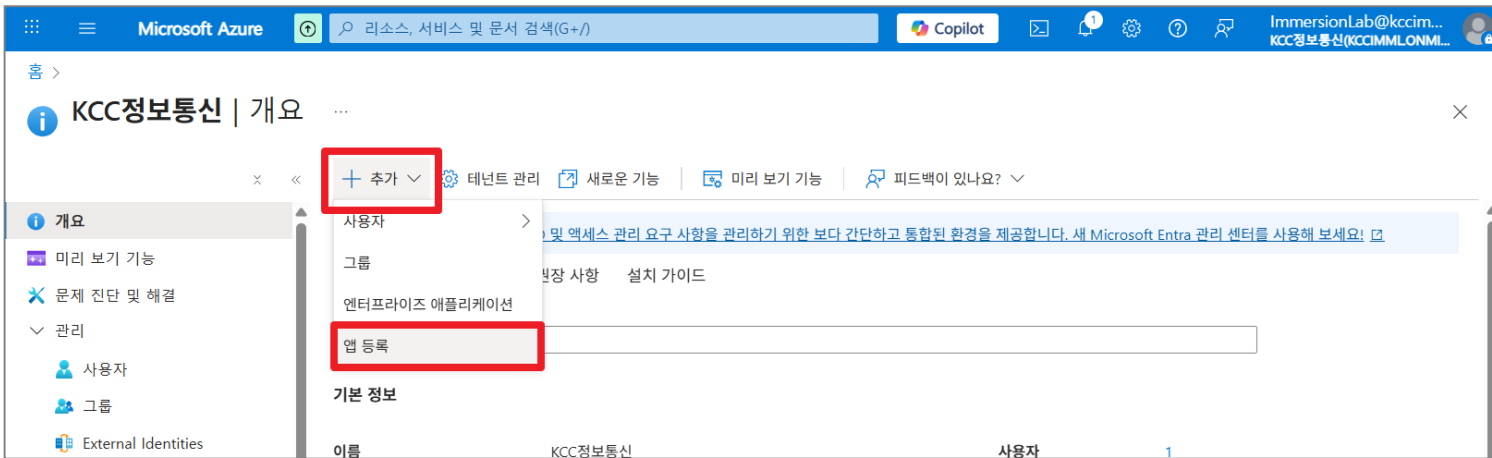 Microsoft Azure
리소스, 서비스 및 문서 검색(G+/)
Copilot
1
ImmersionLab@kccim...
KCC정보통신(KCCIMMLONMI...
홈 >
KCC정보통신 | 개요 ...
+ 추가
테넌트 관리
새로운 기능
미리 보기 기능
피드백이 있나요?
개요
미리 보기 기능
문제 진단 및 해결
관리
사용자
그룹
External Identities
사용자 >
그룹
엔터프라이즈 애플리케이션
앱 등록
및 액세스 관리 요구 사항을 관리하기 위한 보다 간단하고 통합된 환경을 제공합니다. 새 Microsoft Entra 관리 센터를 사용해 보세요!
사항
설치 가이드
기본 정보
이름 KCC정보통신 사용자 1